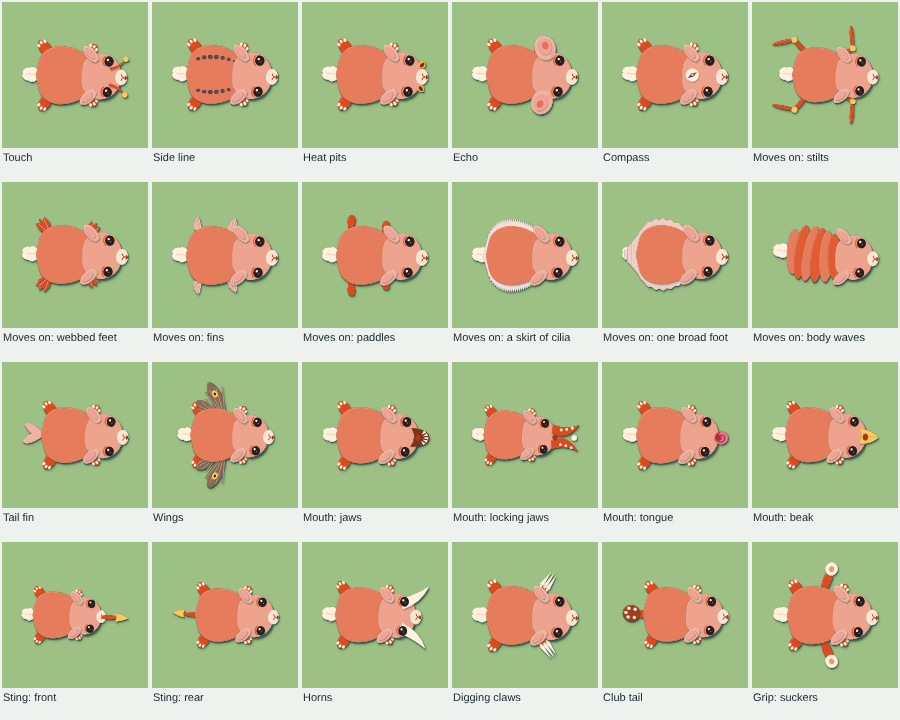 Touch
Side line
Heat pits
Echo
Compass
Moves on: stilts
Moves on: webbed feet
Moves on: fins
Moves on: paddles
Moves on: a skirt of cilia
Moves on: one broad foot
Moves on: body waves
Tail fin
Wings
Mouth: jaws
Mouth: locking jaws
Mouth: tongue
Mouth: beak
Sting: front
Sting: rear
Horns
Digging claws
Club tail
Grip: suckers